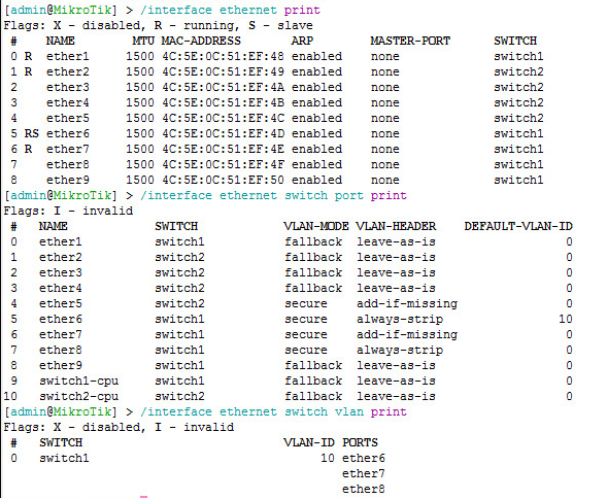 [admin@MikroTik] > /interface ethernet print
Flags: X - disabled, R - running, S - slave
# NAME MTU MAC-ADDRESS ARP MASTER-PORT SWITCH
0 R ether1 1500 4C:5E:0C:51:EF:48 enabled none switch1
1 R ether2 1500 4C:5E:0C:51:EF:49 enabled none switch2
2 ether3 1500 4C:5E:0C:51:EF:4A enabled none switch2
3 ether4 1500 4C:5E:0C:51:EF:4B enabled none switch2
4 ether5 1500 4C:5E:0C:51:EF:4C enabled none switch2
5 RS ether6 1500 4C:5E:0C:51:EF:4D enabled none switch1
6 R ether7 1500 4C:5E:0C:51:EF:4E enabled none switch1
7 ether8 1500 4C:5E:0C:51:EF:4F enabled none switch1
8 ether9 1500 4C:5E:0C:51:EF:50 enabled none switch1
[admin@MikroTik] > /interface ethernet switch port print
Flags: I - invalid
# NAME SWITCH VLAN-MODE VLAN-HEADER DEFAULT-VLAN-ID
0 ether1 switch1 fallback leave-as-is 0
1 ether2 switch2 fallback leave-as-is 0
2 ether3 switch2 fallback leave-as-is 0
3 ether4 switch2 fallback leave-as-is 0
4 ether5 switch2 secure add-if-missing 0
5 ether6 switch1 secure always-strip 10
6 ether7 switch1 secure add-if-missing 0
7 ether8 switch1 secure always-strip 0
8 ether9 switch1 fallback leave-as-is 0
9 switch1-cpu switch1 fallback leave-as-is 0
10 switch2-cpu switch2 fallback leave-as-is 0
[admin@MikroTik] > /interface ethernet switch vlan print
Flags: X - disabled, I - invalid
# SWITCH VLAN-ID PORTS
0 switch1 10 ether6
ether7
ether8